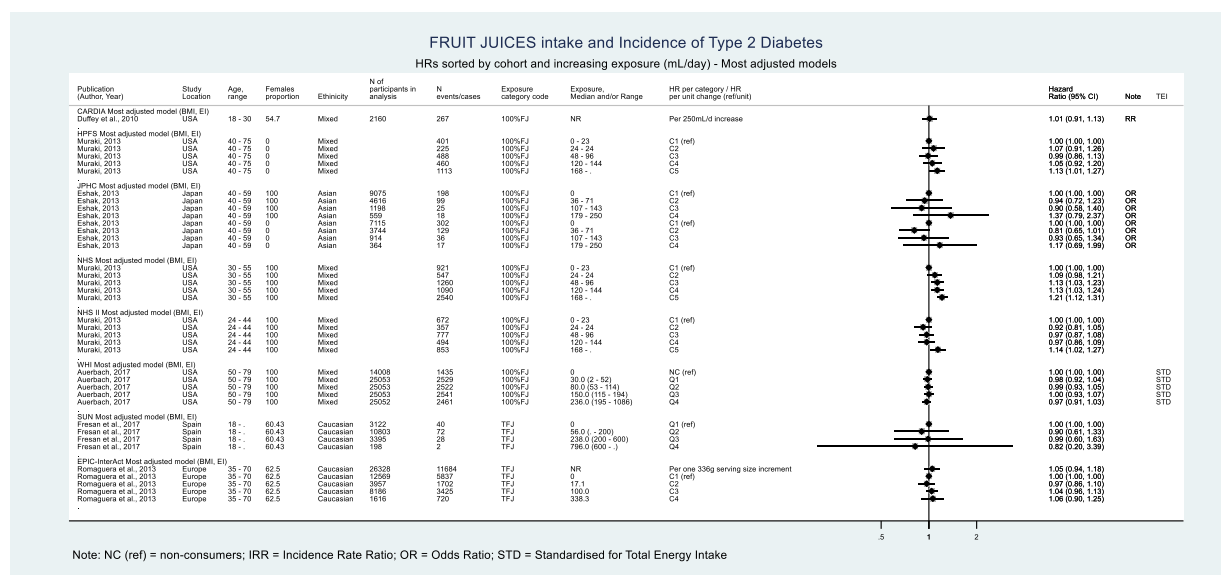 FRUIT JUICES intake and Incidence of Type 2 Diabetes
HRs sorted by cohort and increasing exposure (mL/day) - Most adjusted models
Publication (Author, Year) Study Location Age, range Females proportion Ethinicity N of participants in analysis N events/cases Exposure category code Exposure, Median and/or Range HR per category / HR per unit change (ref/unit) Hazard Ratio (95% CI) Note TEI
CARDIA Most adjusted model (BMI, EI)
Duffey et al., 2010 USA 18 - 30 54.7 Mixed 2160 267 100%FJ NR Per 250mL/d increase 1.01 (0.91, 1.13) RR
HPFS Most adjusted model (BMI, EI)
Muraki, 2013 USA 40 - 75 0 Mixed 401 100%FJ 0 - 23 C1 (ref) 1.00 (1.00, 1.00)
Muraki, 2013 USA 40 - 75 0 Mixed 225 100%FJ 24 - 24 C2 1.07 (0.91, 1.26)
Muraki, 2013 USA 40 - 75 0 Mixed 488 100%FJ 48 - 96 C3 0.99 (0.86, 1.13)
Muraki, 2013 USA 40 - 75 0 Mixed 460 100%FJ 120 - 144 C4 1.05 (0.92, 1.20)
Muraki, 2013 USA 40 - 75 0 Mixed 1113 100%FJ 168 - . C5 1.13 (1.01, 1.27)
.
JPHC Most adjusted model (BMI, EI)
Eshak, 2013 Japan 40 - 59 100 Asian 9075 198 100%FJ 0 C1 (ref) 1.00 (1.00, 1.00) OR
Eshak, 2013 Japan 40 - 59 100 Asian 4616 99 100%FJ 36 - 71 C2 0.94 (0.72, 1.23) OR
Eshak, 2013 Japan 40 - 59 100 Asian 1198 25 100%FJ 107 - 143 C3 0.90 (0.58, 1.40) OR
Eshak, 2013 Japan 40 - 59 100 Asian 559 18 100%FJ 179 - 250 C4 1.37 (0.79, 2.37) OR
Eshak, 2013 Japan 40 - 59 0 Asian 7115 302 100%FJ 0 C1 (ref) 1.00 (1.00, 1.00) OR
Eshak, 2013 Japan 40 - 59 0 Asian 3744 129 100%FJ 36 - 71 C2 0.81 (0.65, 1.01) OR
Eshak, 2013 Japan 40 - 59 0 Asian 914 36 100%FJ 107 - 143 C3 0.93 (0.65, 1.34) OR
Eshak, 2013 Japan 40 - 59 0 Asian 364 17 100%FJ 179 - 250 C4 1.17 (0.69, 1.99) OR
.
NHS Most adjusted model (BMI, EI)
Muraki, 2013 USA 30 - 55 100 Mixed 921 100%FJ 0 - 23 C1 (ref) 1.00 (1.00, 1.00)
Muraki, 2013 USA 30 - 55 100 Mixed 547 100%FJ 24 - 24 C2 1.09 (0.98, 1.21)
Muraki, 2013 USA 30 - 55 100 Mixed 1260 100%FJ 48 - 96 C3 1.13 (1.03, 1.23)
Muraki, 2013 USA 30 - 55 100 Mixed 1090 100%FJ 120 - 144 C4 1.13 (1.03, 1.24)
Muraki, 2013 USA 30 - 55 100 Mixed 2540 100%FJ 168 - . C5 1.21 (1.12, 1.31)
.
NHS II Most adjusted model (BMI, EI)
Muraki, 2013 USA 24 - 44 100 Mixed 672 100%FJ 0 - 23 C1 (ref) 1.00 (1.00, 1.00)
Muraki, 2013 USA 24 - 44 100 Mixed 357 100%FJ 24 - 24 C2 0.92 (0.81, 1.05)
Muraki, 2013 USA 24 - 44 100 Mixed 777 100%FJ 48 - 96 C3 0.97 (0.87, 1.08)
Muraki, 2013 USA 24 - 44 100 Mixed 494 100%FJ 120 - 144 C4 0.97 (0.86, 1.09)
Muraki, 2013 USA 24 - 44 100 Mixed 853 100%FJ 168 - . C5 1.14 (1.02, 1.27)
.
WHI Most adjusted model (BMI, EI)
Auerbach, 2017 USA 50 - 79 100 Mixed 14008 1435 100%FJ 0 NC (ref) 1.00 (1.00, 1.00) STD
Auerbach, 2017 USA 50 - 79 100 Mixed 25053 2529 100%FJ 30.0 (2 - 52) Q1 0.98 (0.92, 1.04) STD
Auerbach, 2017 USA 50 - 79 100 Mixed 25053 2522 100%FJ 80.0 (53 - 114) Q2 0.99 (0.93, 1.05) STD
Auerbach, 2017 USA 50 - 79 100 Mixed 25053 2541 100%FJ 150.0 (115 - 194) Q3 1.00 (0.93, 1.07) STD
Auerbach, 2017 USA 50 - 79 100 Mixed 25052 2461 100%FJ 236.0 (195 - 1086) Q4 0.97 (0.91, 1.03) STD
.
SUN Most adjusted model (BMI, EI)
Fresan et al., 2017 Spain 18 - . 60.43 Caucasian 3122 40 TFJ 0 Q1 (ref) 1.00 (1.00, 1.00)
Fresan et al., 2017 Spain 18 - . 60.43 Caucasian 10803 72 TFJ 56.0 (. - 200) Q2 0.90 (0.61, 1.33)
Fresan et al., 2017 Spain 18 - . 60.43 Caucasian 3395 28 TFJ 238.0 (200 - 600) Q3 0.99 (0.60, 1.63)
Fresan et al., 2017 Spain 18 - . 60.43 Caucasian 198 2 TFJ 796.0 (600 - .) Q4 0.82 (0.20, 3.39)
.
EPIC-InterAct Most adjusted model (BMI, EI)
Romaguera et al., 2013 Europe 35 - 70 62.5 Caucasian 26328 11684 TFJ NR Per one 336g serving size increment 1.05 (0.94, 1.18)
Romaguera et al., 2013 Europe 35 - 70 62.5 Caucasian 12569 5837 TFJ 0 C1 (ref) 1.00 (1.00, 1.00)
Romaguera et al., 2013 Europe 35 - 70 62.5 Caucasian 3957 1702 TFJ 17.1 C2 0.97 (0.86, 1.10)
Romaguera et al., 2013 Europe 35 - 70 62.5 Caucasian 8186 3425 TFJ 100.0 C3 1.04 (0.96, 1.13)
Romaguera et al., 2013 Europe 35 - 70 62.5 Caucasian 1616 720 TFJ 338.3 C4 1.06 (0.90, 1.25)
.
.5 1 2
Note: NC (ref) = non-consumers; IRR = Incidence Rate Ratio; OR = Odds Ratio; STD = Standardised for Total Energy Intake